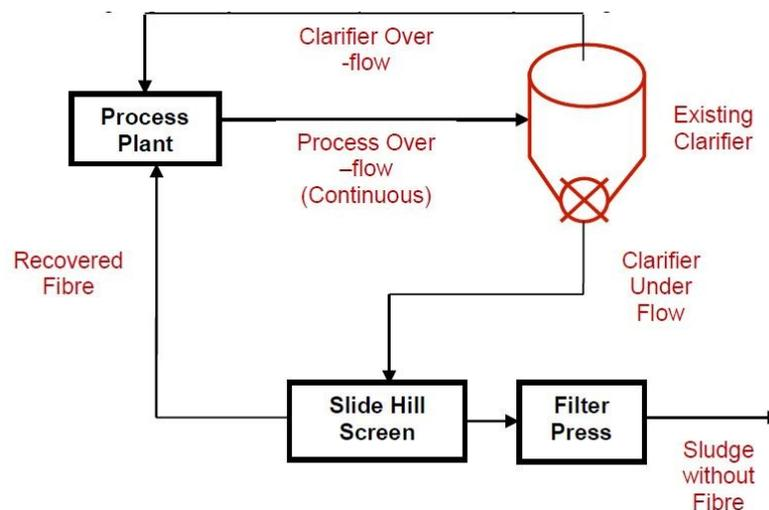 Clarifier Over
-flow
Process
Plant
Process Over
–flow
(Continuous)
Existing
Clarifier
Recovered
Fibre
Clarifier
Under
Flow
Slide Hill
Screen
Filter
Press
Sludge
without
Fibre